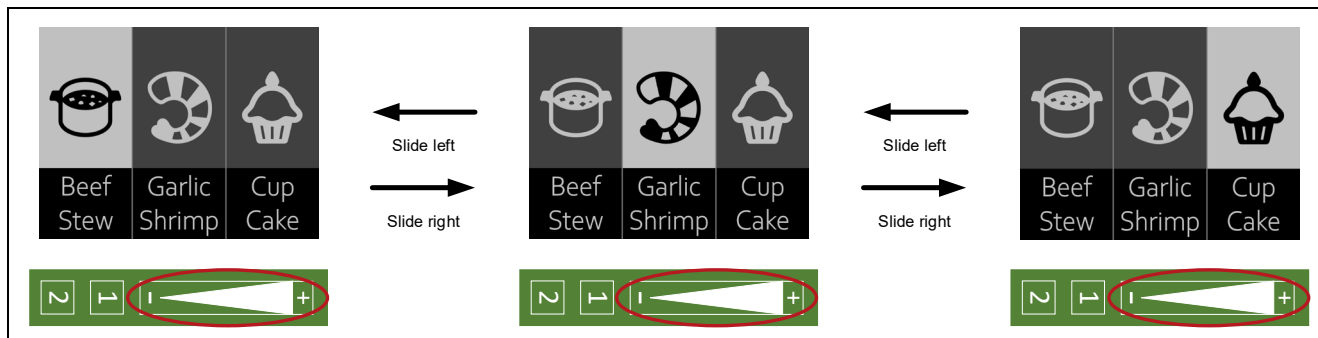 Beef Stew
Garlic Shrimp
Cup Cake
Slide left
Slide right
Beef Stew
Garlic Shrimp
Cup Cake
Slide left
Slide right
Beef Stew
Garlic Shrimp
Cup Cake
2 1 - +
2 1 - +
2 1 - +